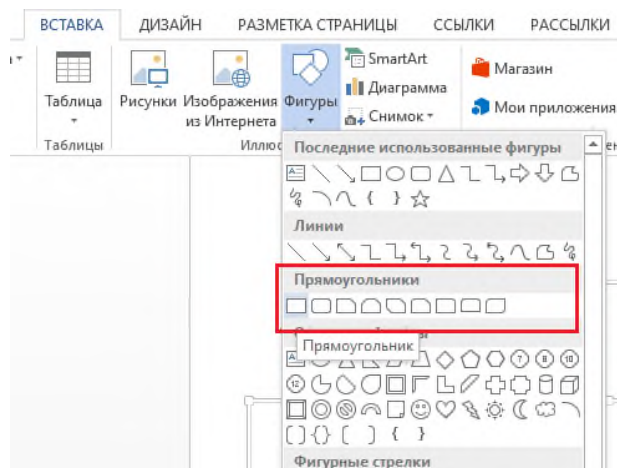 ВСТАВКА ДИЗАЙН РАЗМЕТКА СТРАНИЦЫ ССЫЛКИ РАССЫЛКИ
Таблица
Таблицы
Рисунки
Изображения из Интернета
Фигуры
SmartArt
Диаграмма
Снимок
Магазин
Мои приложения
Последние использованные фигуры
Линии
Прямоугольники
Прямоугольник
Фигурные стрелки